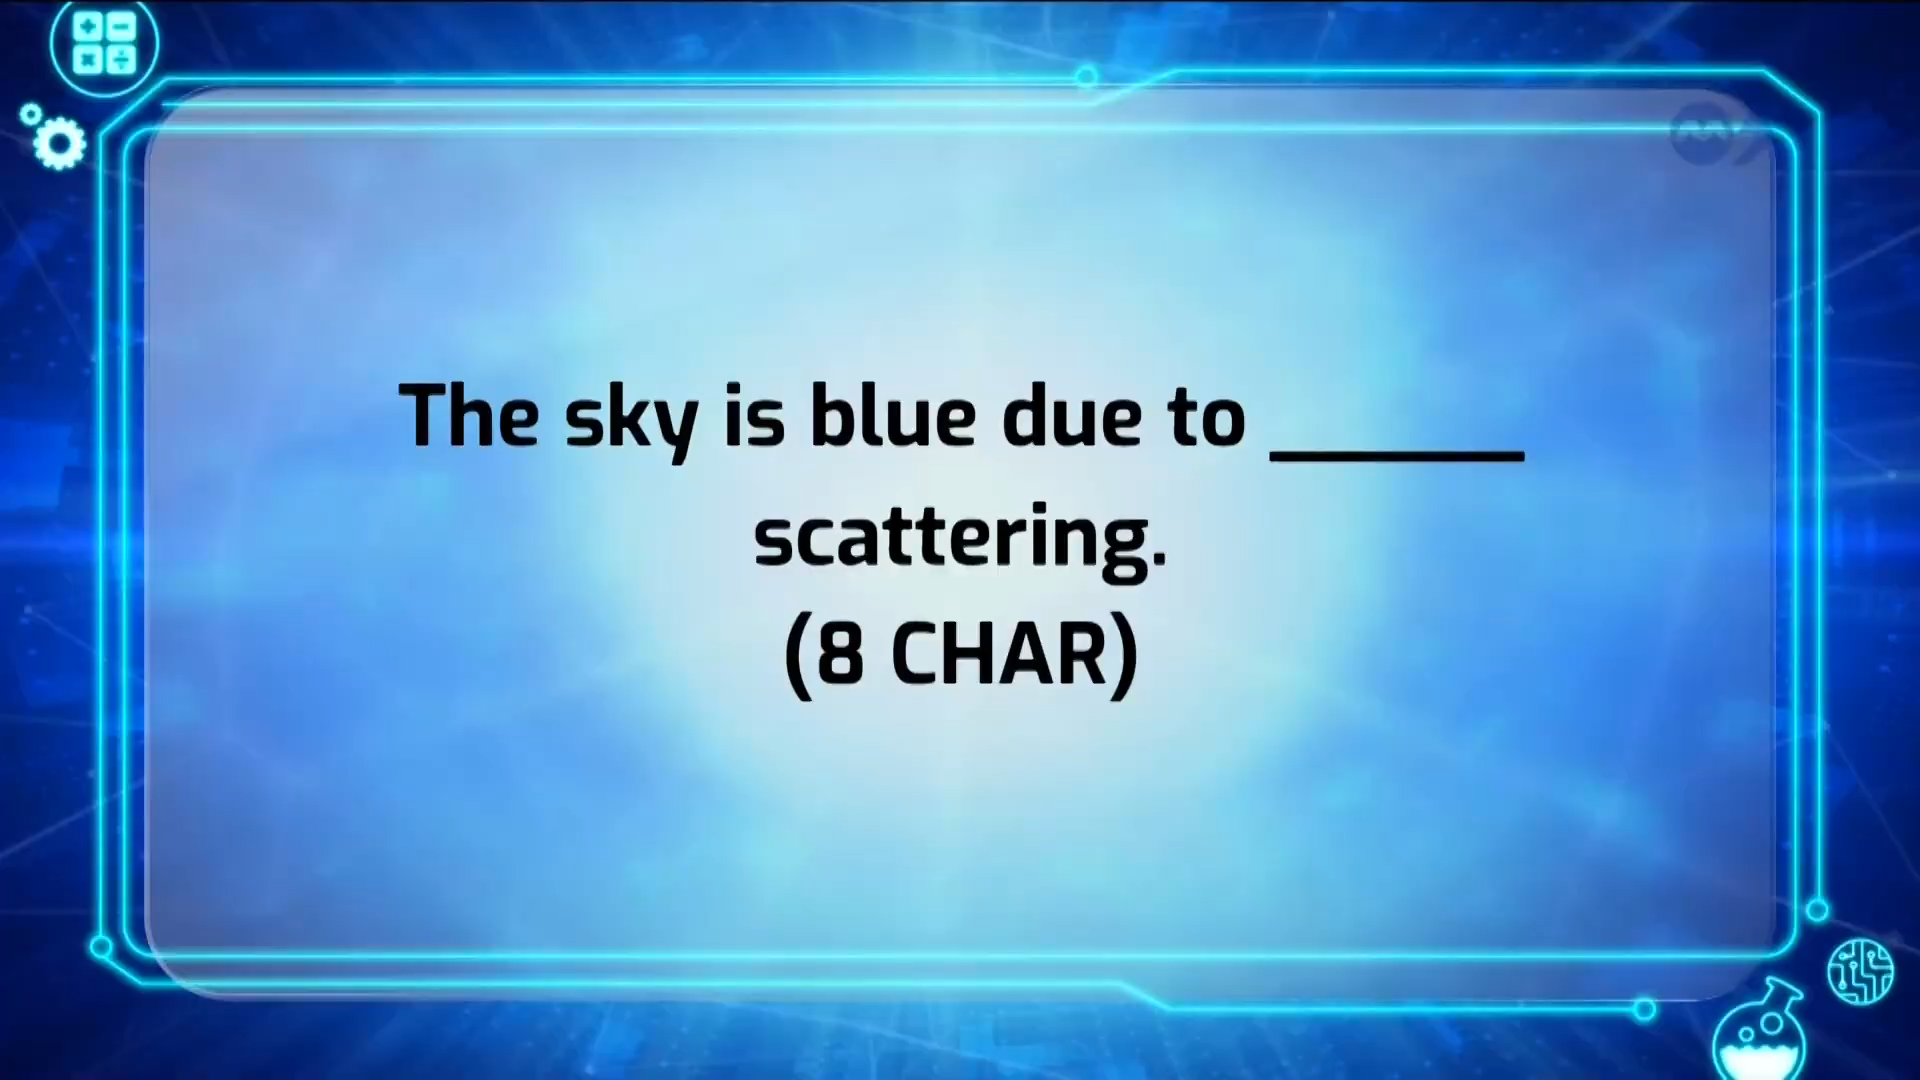 The sky is blue due to ______
scattering.
(8 CHAR)